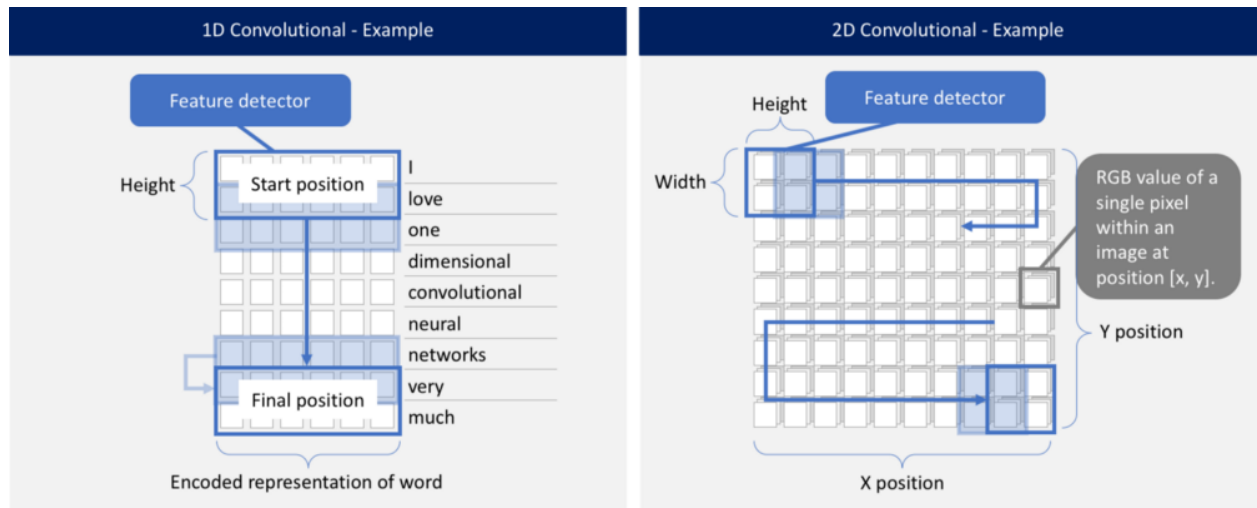 1D Convolutional - Example
Feature detector
Height
Start position
I
love
one
dimensional
convolutional
neural
networks
very
much
Final position
Encoded representation of word
2D Convolutional - Example
Feature detector
Height
Width
RGB value of a
single pixel
within an
image at
position [x, y].
Y position
X position